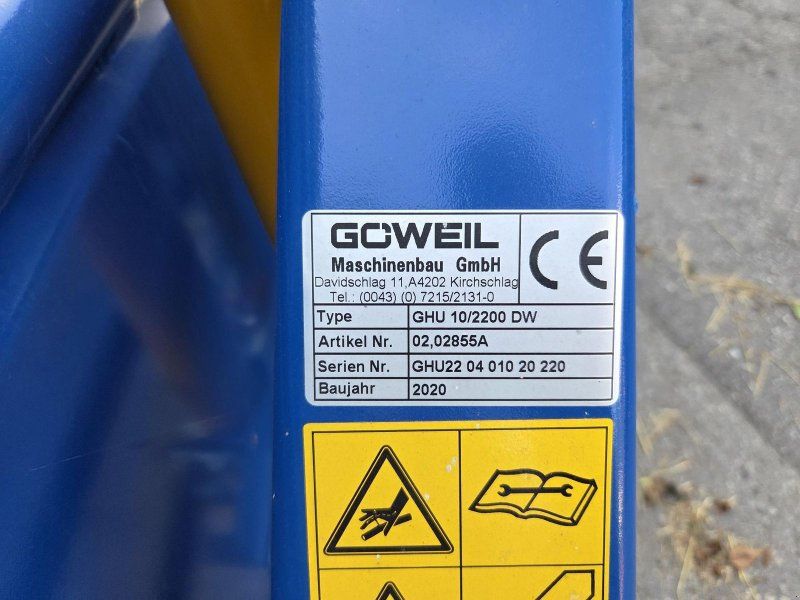 GÖWEIL
Maschinenbau GmbH
Davidschlag 11,A4202 Kirchschlag
Tel.: (0043) (0) 7215/2131-0
CE
Type GHU 10/2200 DW
Artikel Nr. 02,02855A
Serien Nr. GHU22 04 010 20 220
Baujahr 2020